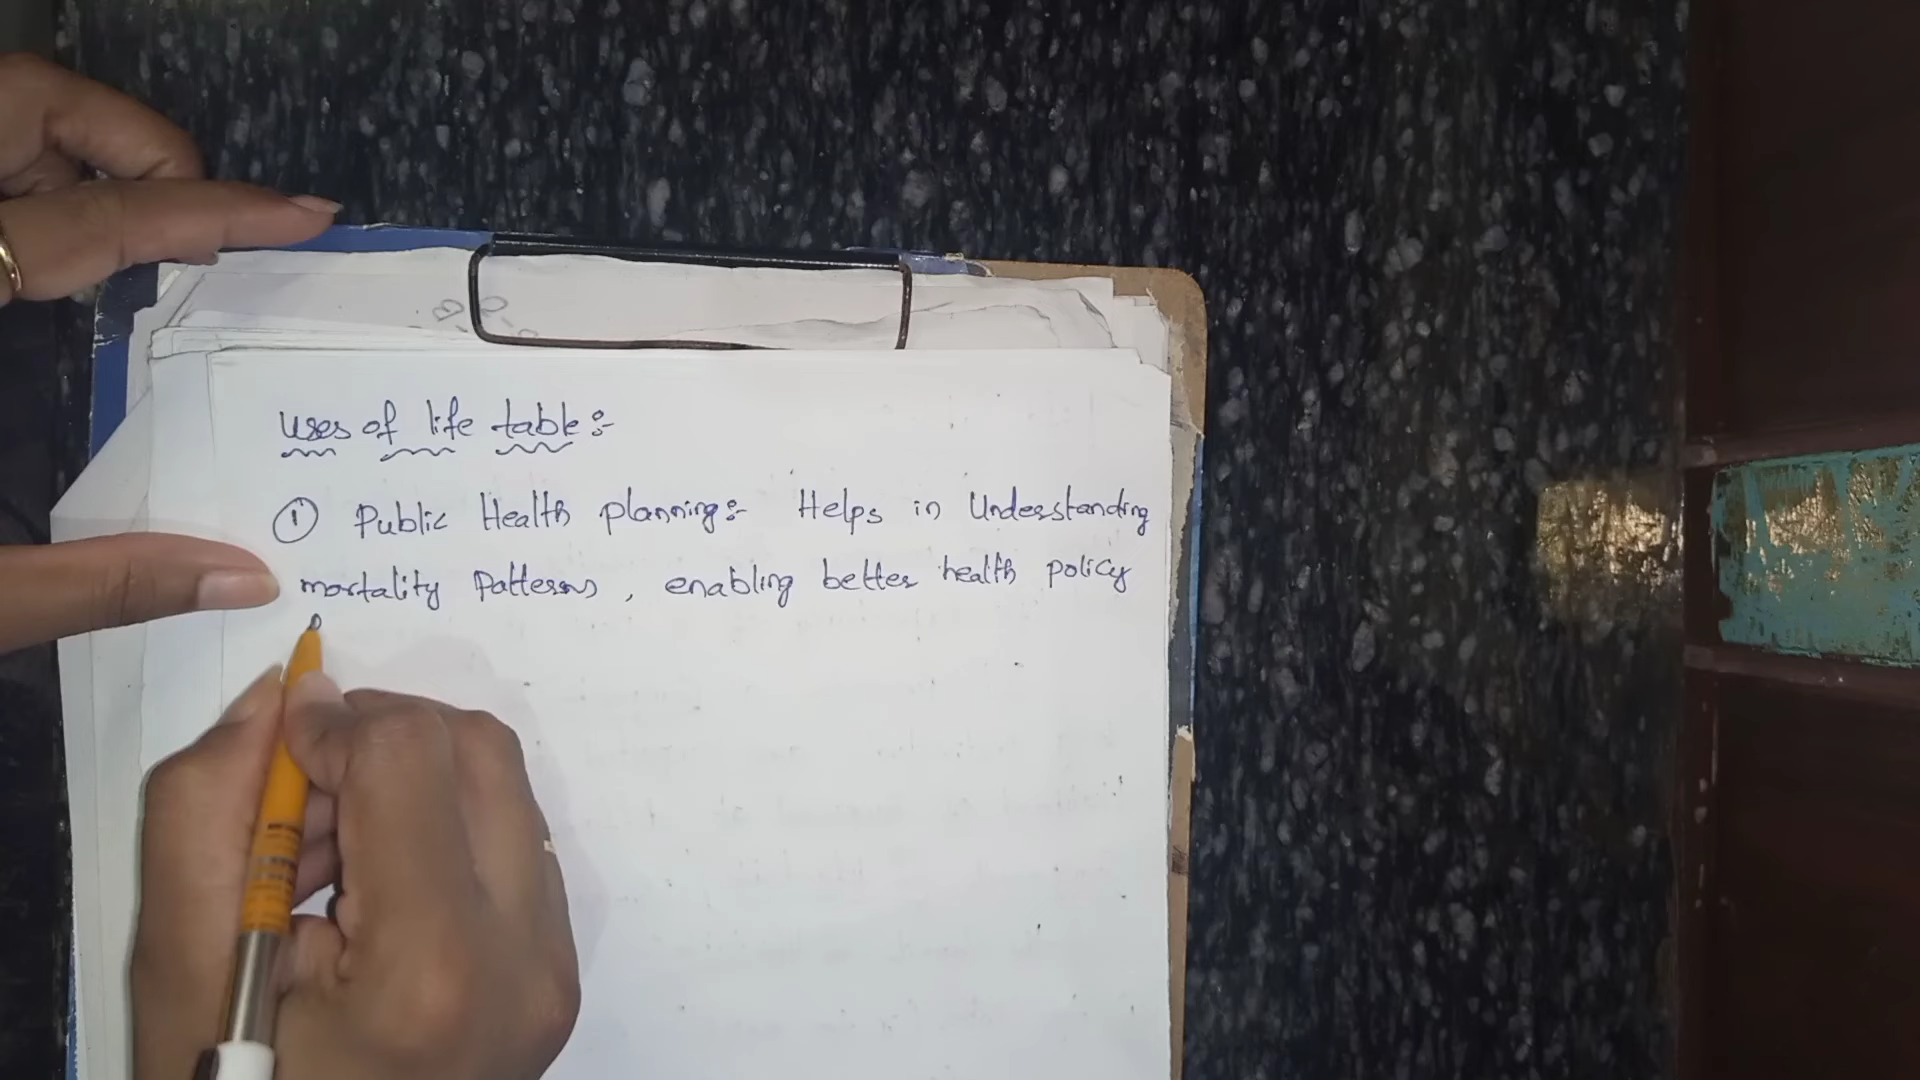 Uses of life table:-
① Public Health planning:- Helps in Understanding
mortality patterns, enabling better health policy